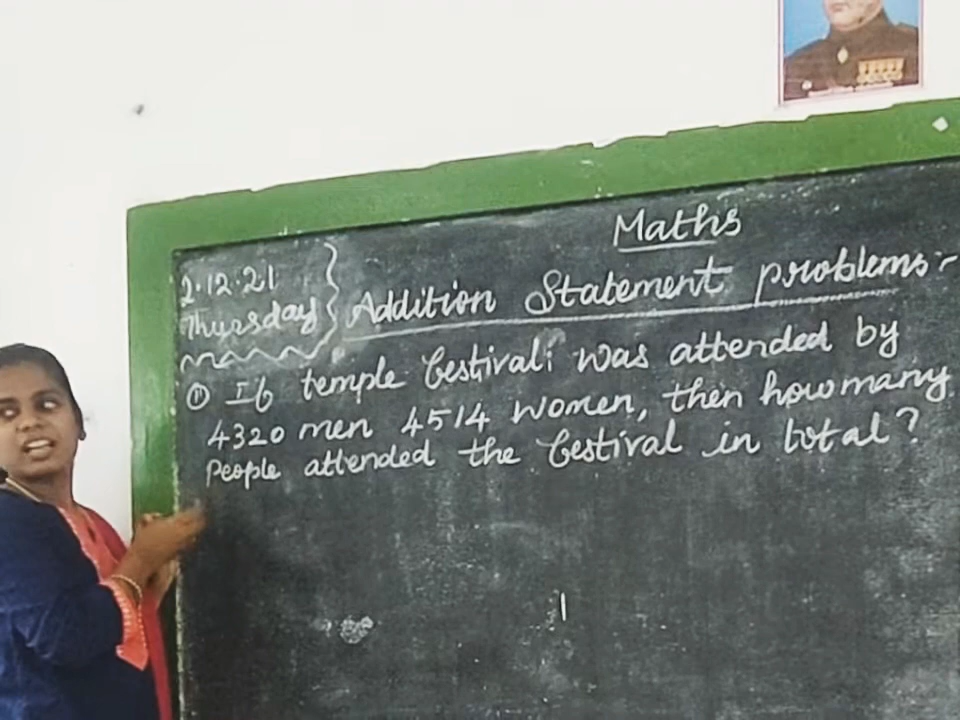 Maths
2.12.21
Thursday
Addition Statement problems:-
① If temple festival; was attended by
4320 men 4514 women, then how many
People attended the festival in total?